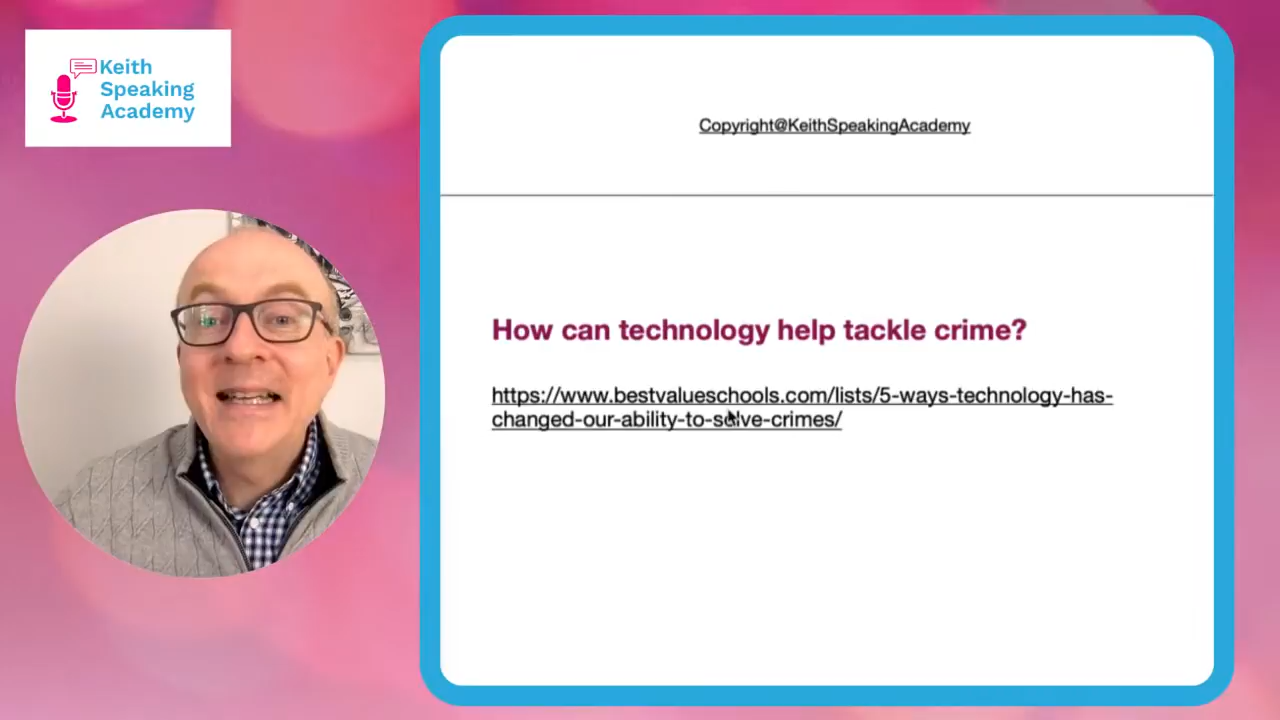 Keith
Speaking
Academy
Copyright@KeithSpeakingAcademy
How can technology help tackle crime?
https://www.bestvalueschools.com/lists/5-ways-technology-has-
changed-our-ability-to-solve-crimes/